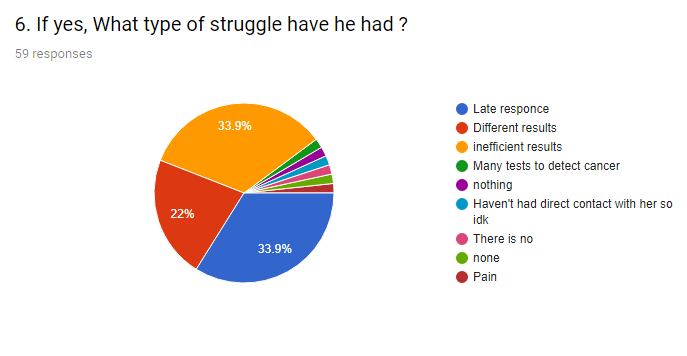 6. If yes, What type of struggle have he had ?
59 responses
33.9%
22%
33.9%
Late responce
Different results
inefficient results
Many tests to detect cancer
nothing
Haven't had direct contact with her so
idk
There is no
none
Pain